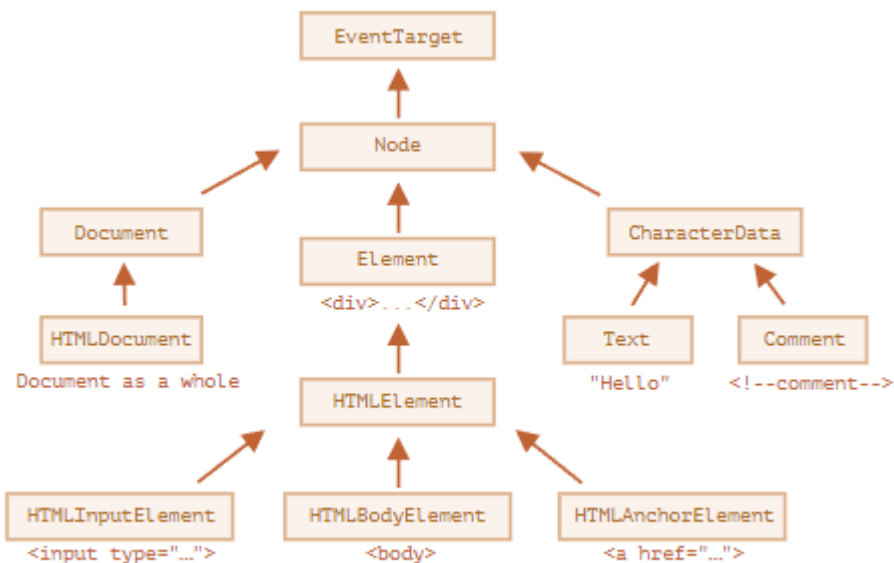 EventTarget
Node
Document
Element
CharacterData
<div>...</div>
HTMLDocument
Text
Comment
Document as a whole
"Hello"
<!--comment-->
HTMLElement
HTMLInputElement
HTMLBodyElement
HTMLAnchorElement
<input type="…">
<body>
<a href="…">